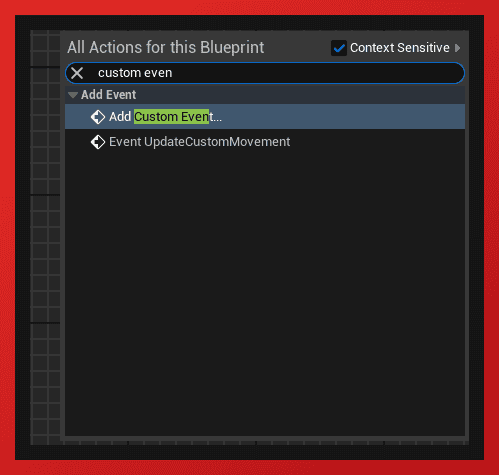 All Actions for this Blueprint Context Sensitive
custom even
Add Event
Add Custom Event...
Event UpdateCustomMovement